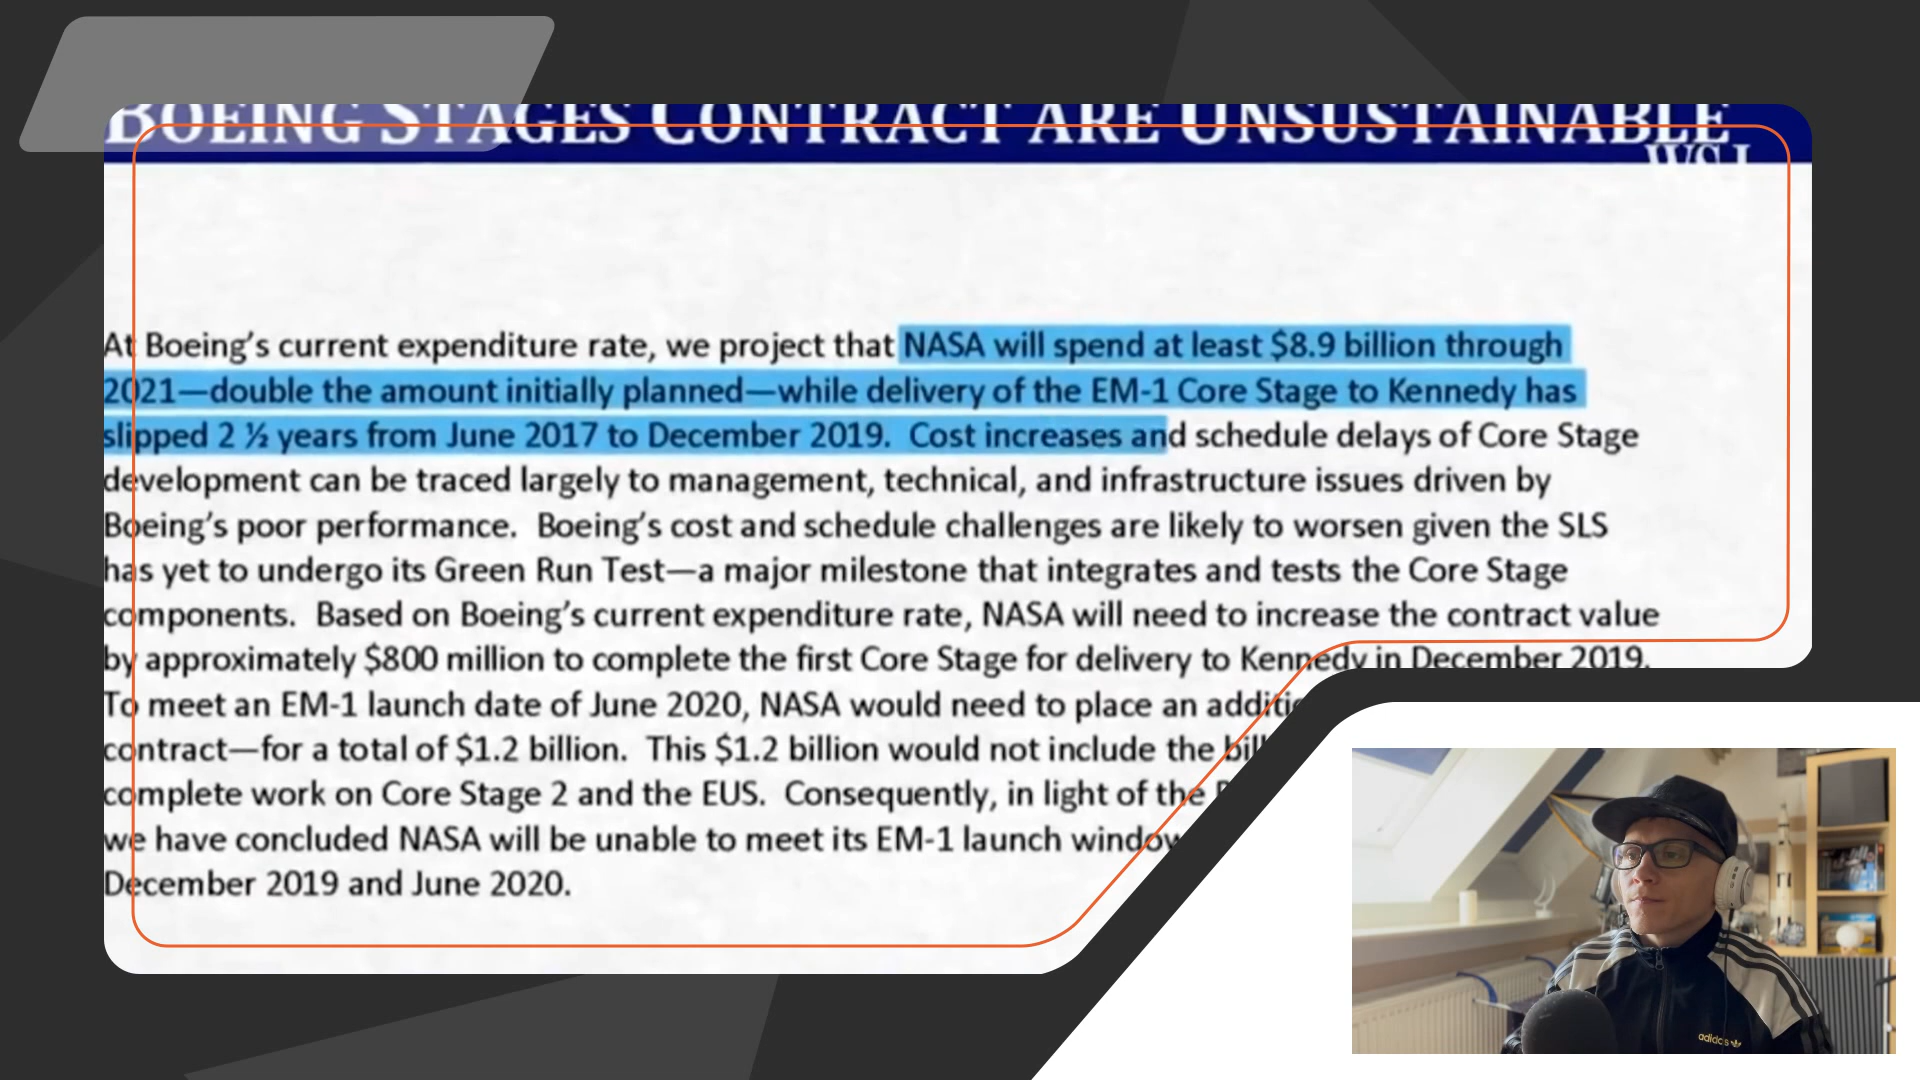 BOEING STAGES CONTRACT ARE UNSUSTAINABLE
WSJ
At Boeing’s current expenditure rate, we project that NASA will spend at least $8.9 billion through
2021—double the amount initially planned—while delivery of the EM-1 Core Stage to Kennedy has
slipped 2 ½ years from June 2017 to December 2019.  Cost increases and schedule delays of Core Stage
development can be traced largely to management, technical, and infrastructure issues driven by
Boeing’s poor performance.  Boeing’s cost and schedule challenges are likely to worsen given the SLS
has yet to undergo its Green Run Test—a major milestone that integrates and tests the Core Stage
components.  Based on Boeing’s current expenditure rate, NASA will need to increase the contract value
by approximately $800 million to complete the first Core Stage for delivery to Kennedy in December 2019.
To meet an EM-1 launch date of June 2020, NASA would need to place an
contract—for a total of $1.2 billion.  This $1.2 billion would not include the
complete work on Core Stage 2 and the EUS.  Consequently, in light of the
we have concluded NASA will be unable to meet its EM-1 launch window
December 2019 and June 2020.
adidas